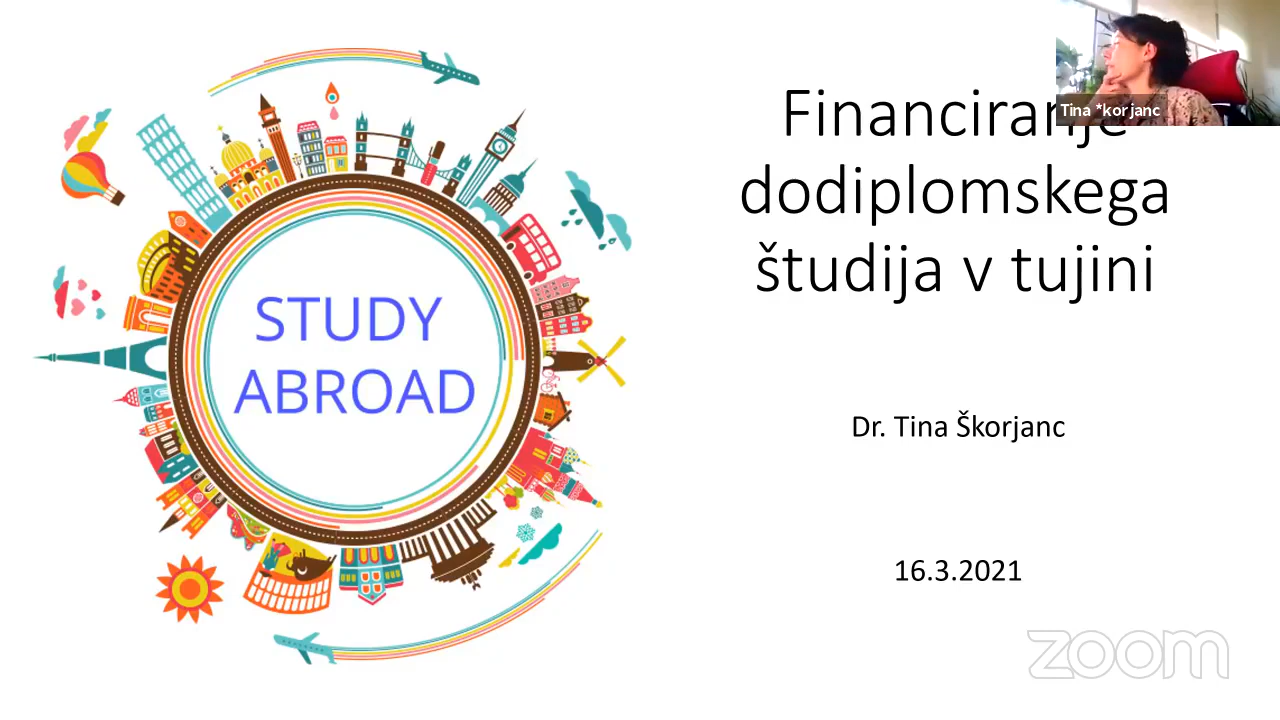 Tina *korjanc
Financiranje
dodiplomskega
študija v tujini
STUDY
ABROAD
Dr. Tina Škorjanc
16.3.2021
zoom